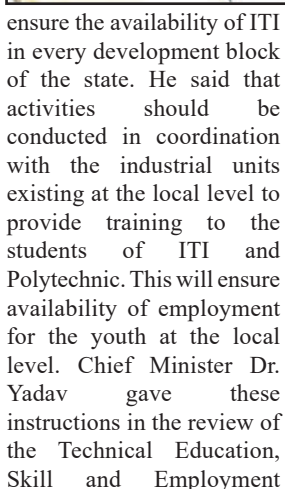 ensure the availability of ITI
in every development block
of the state. He said that
activities should be
conducted in coordination
with the industrial units
existing at the local level to
provide training to the
students of ITI and
Polytechnic. This will ensure
availability of employment
for the youth at the local
level. Chief Minister Dr.
Yadav gave these
instructions in the review of
the Technical Education,
Skill and Employment